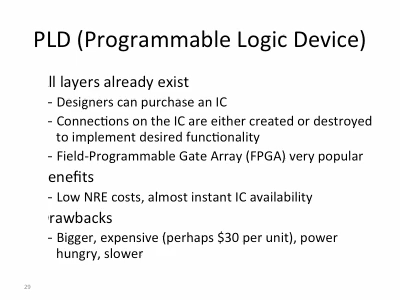 PLD (Programmable Logic Device)
ll layers already exist
- Designers can purchase an IC
- Connections on the IC are either created or destroyed
to implement desired functionality
- Field-Programmable Gate Array (FPGA) very popular
enefits
- Low NRE costs, almost instant IC availability
rawbacks
- Bigger, expensive (perhaps $30 per unit), power
hungry, slower
29